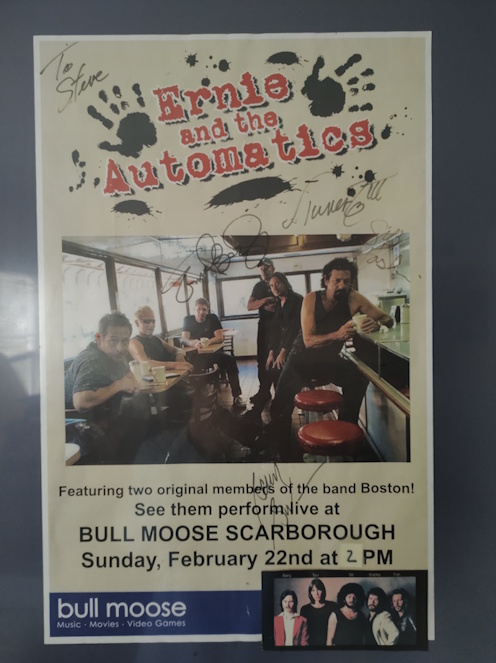 To
Steve
Ernie
and the
Automatics
Featuring two original members of the band Boston!
See them perform live at
BULL MOOSE SCARBOROUGH
Sunday, February 22nd at 2 PM
bull moose
Music · Movies · Video Games